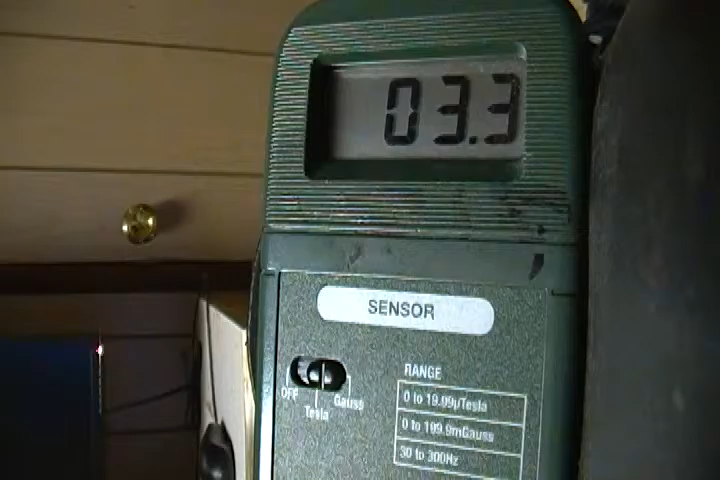 03.3
SENSOR
OFF
Tesla
Gauss
RANGE
0 to 19.99µTesla
0 to 199.9mGauss
30 to 300Hz